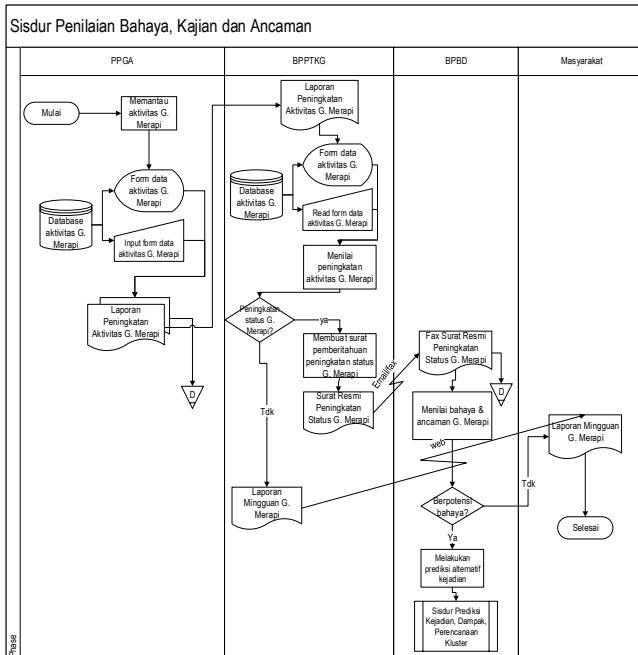 Sisdur Penilaian Bahaya, Kajian dan Ancaman
PPGA
BPPTKG
BPBD
Masyarakat
Mulai
Memantau
aktivitas G.
Merapi
Form data
aktivitas G.
Merapi
Database
aktivitas G.
Merapi
Input form data
aktivitas G. Merapi
Laporan
Peningkatan
Aktivitas G. Merapi
D
Laporan
Peningkatan
Aktivitas G. Merapi
Form data
aktivitas G.
Merapi
Database
aktivitas G.
Merapi
Read form data
aktivitas G. Merapi
Menilai
peningkatan
aktivitas G. Merapi
Peningkatan
status G.
Merapi?
ya
Tdk
Membuat surat
pemberitahuan
peningkatan status
G. Merapi
Surat Resmi
Peningkatan
Status G. Merapi
Email/fax
Laporan
Mingguan G.
Merapi
web
Fax Surat Resmi
Peningkatan
Status G. Merapi
D
Menilai bahaya &
ancaman G. Merapi
Berpotensi
bahaya?
Tdk
Ya
Melakukan
prediksi alternatif
kejadian
Sisdur Prediksi
Kejadian, Dampak,
Perencanaan
Kluster
Laporan Mingguan
G. Merapi
Selesai
Phase